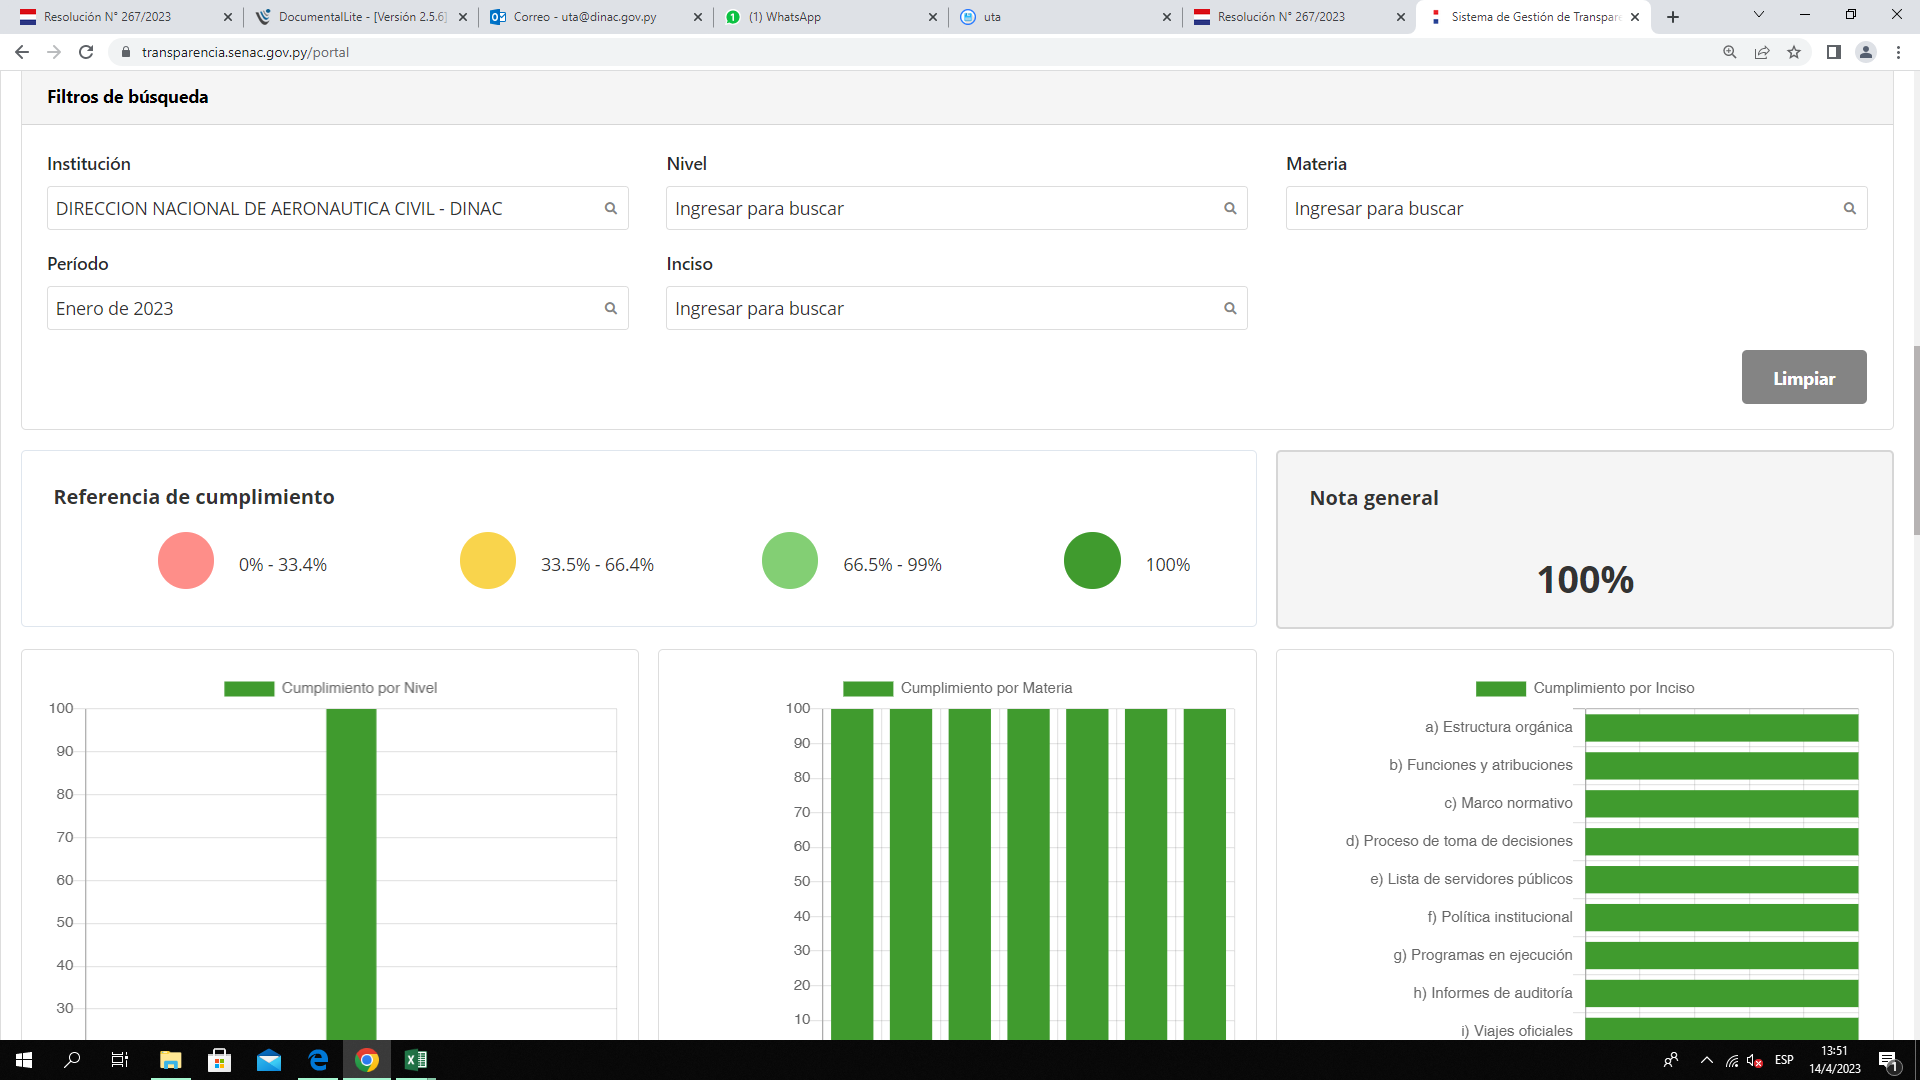 Resolución N° 267/2023
DocumentalLite - [Versión 2.5.6]
Correo - uta@dinac.gov.py
(1) WhatsApp
uta
Resolución N° 267/2023
Sistema de Gestión de Transpare
transparencia.senac.gov.py/portal
Filtros de búsqueda
Institución
Nivel
Materia
DIRECCION NACIONAL DE AERONAUTICA CIVIL - DINAC
Ingresar para buscar
Ingresar para buscar
Período
Inciso
Enero de 2023
Ingresar para buscar
Limpiar
Referencia de cumplimiento
0% - 33.4%
33.5% - 66.4%
66.5% - 99%
100%
Nota general
100%
Cumplimiento por Nivel
100
90
80
70
60
50
40
30
Cumplimiento por Materia
100
90
80
70
60
50
40
30
20
10
Cumplimiento por Inciso
a) Estructura orgánica
b) Funciones y atribuciones
c) Marco normativo
d) Proceso de toma de decisiones
e) Lista de servidores públicos
f) Política institucional
g) Programas en ejecución
h) Informes de auditoría
i) Viajes oficiales
ESP
13:51
14/4/2023
1